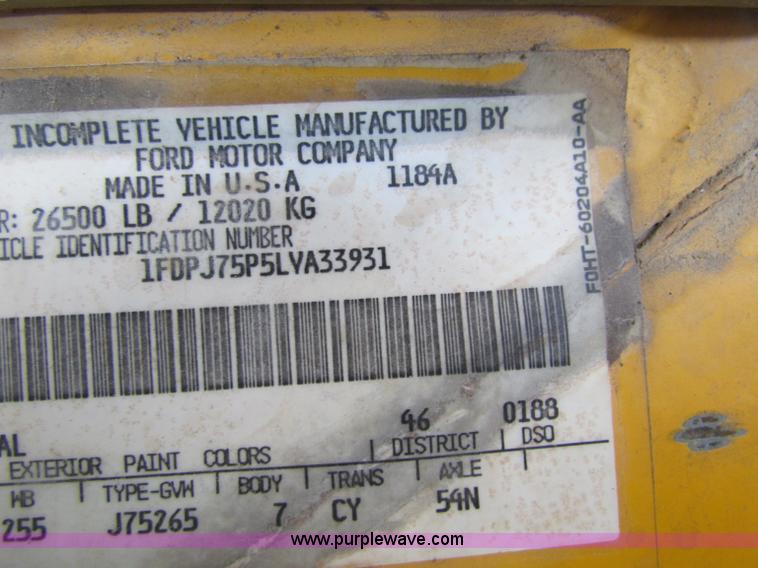 INCOMPLETE VEHICLE MANUFACTURED BY
FORD MOTOR COMPANY
MADE IN U.S.A 1184A
R: 26500 LB / 12020 KG
ICLE IDENTIFICATION NUMBER
1FDPJ75P5LVA33931
F0HT-60204A10-AA
AL 46 0188
EXTERIOR PAINT COLORS DISTRICT DSO
WB TYPE-GVW BODY TRANS AXLE
255 J75265 7 CY 54N
www.purplewave.com